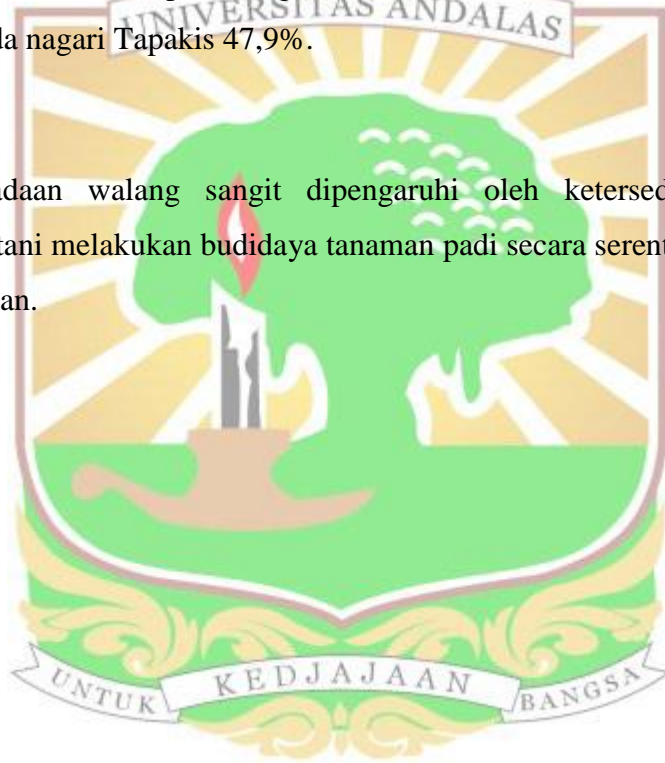 UNIVERSITAS ANDALAS
da nagari Tapakis 47,9%.
adaan walang sangit dipengaruhi oleh ketersed
tani melakukan budidaya tanaman padi secara serent
an.
UNTUK KEDJAJAAN BANGSA